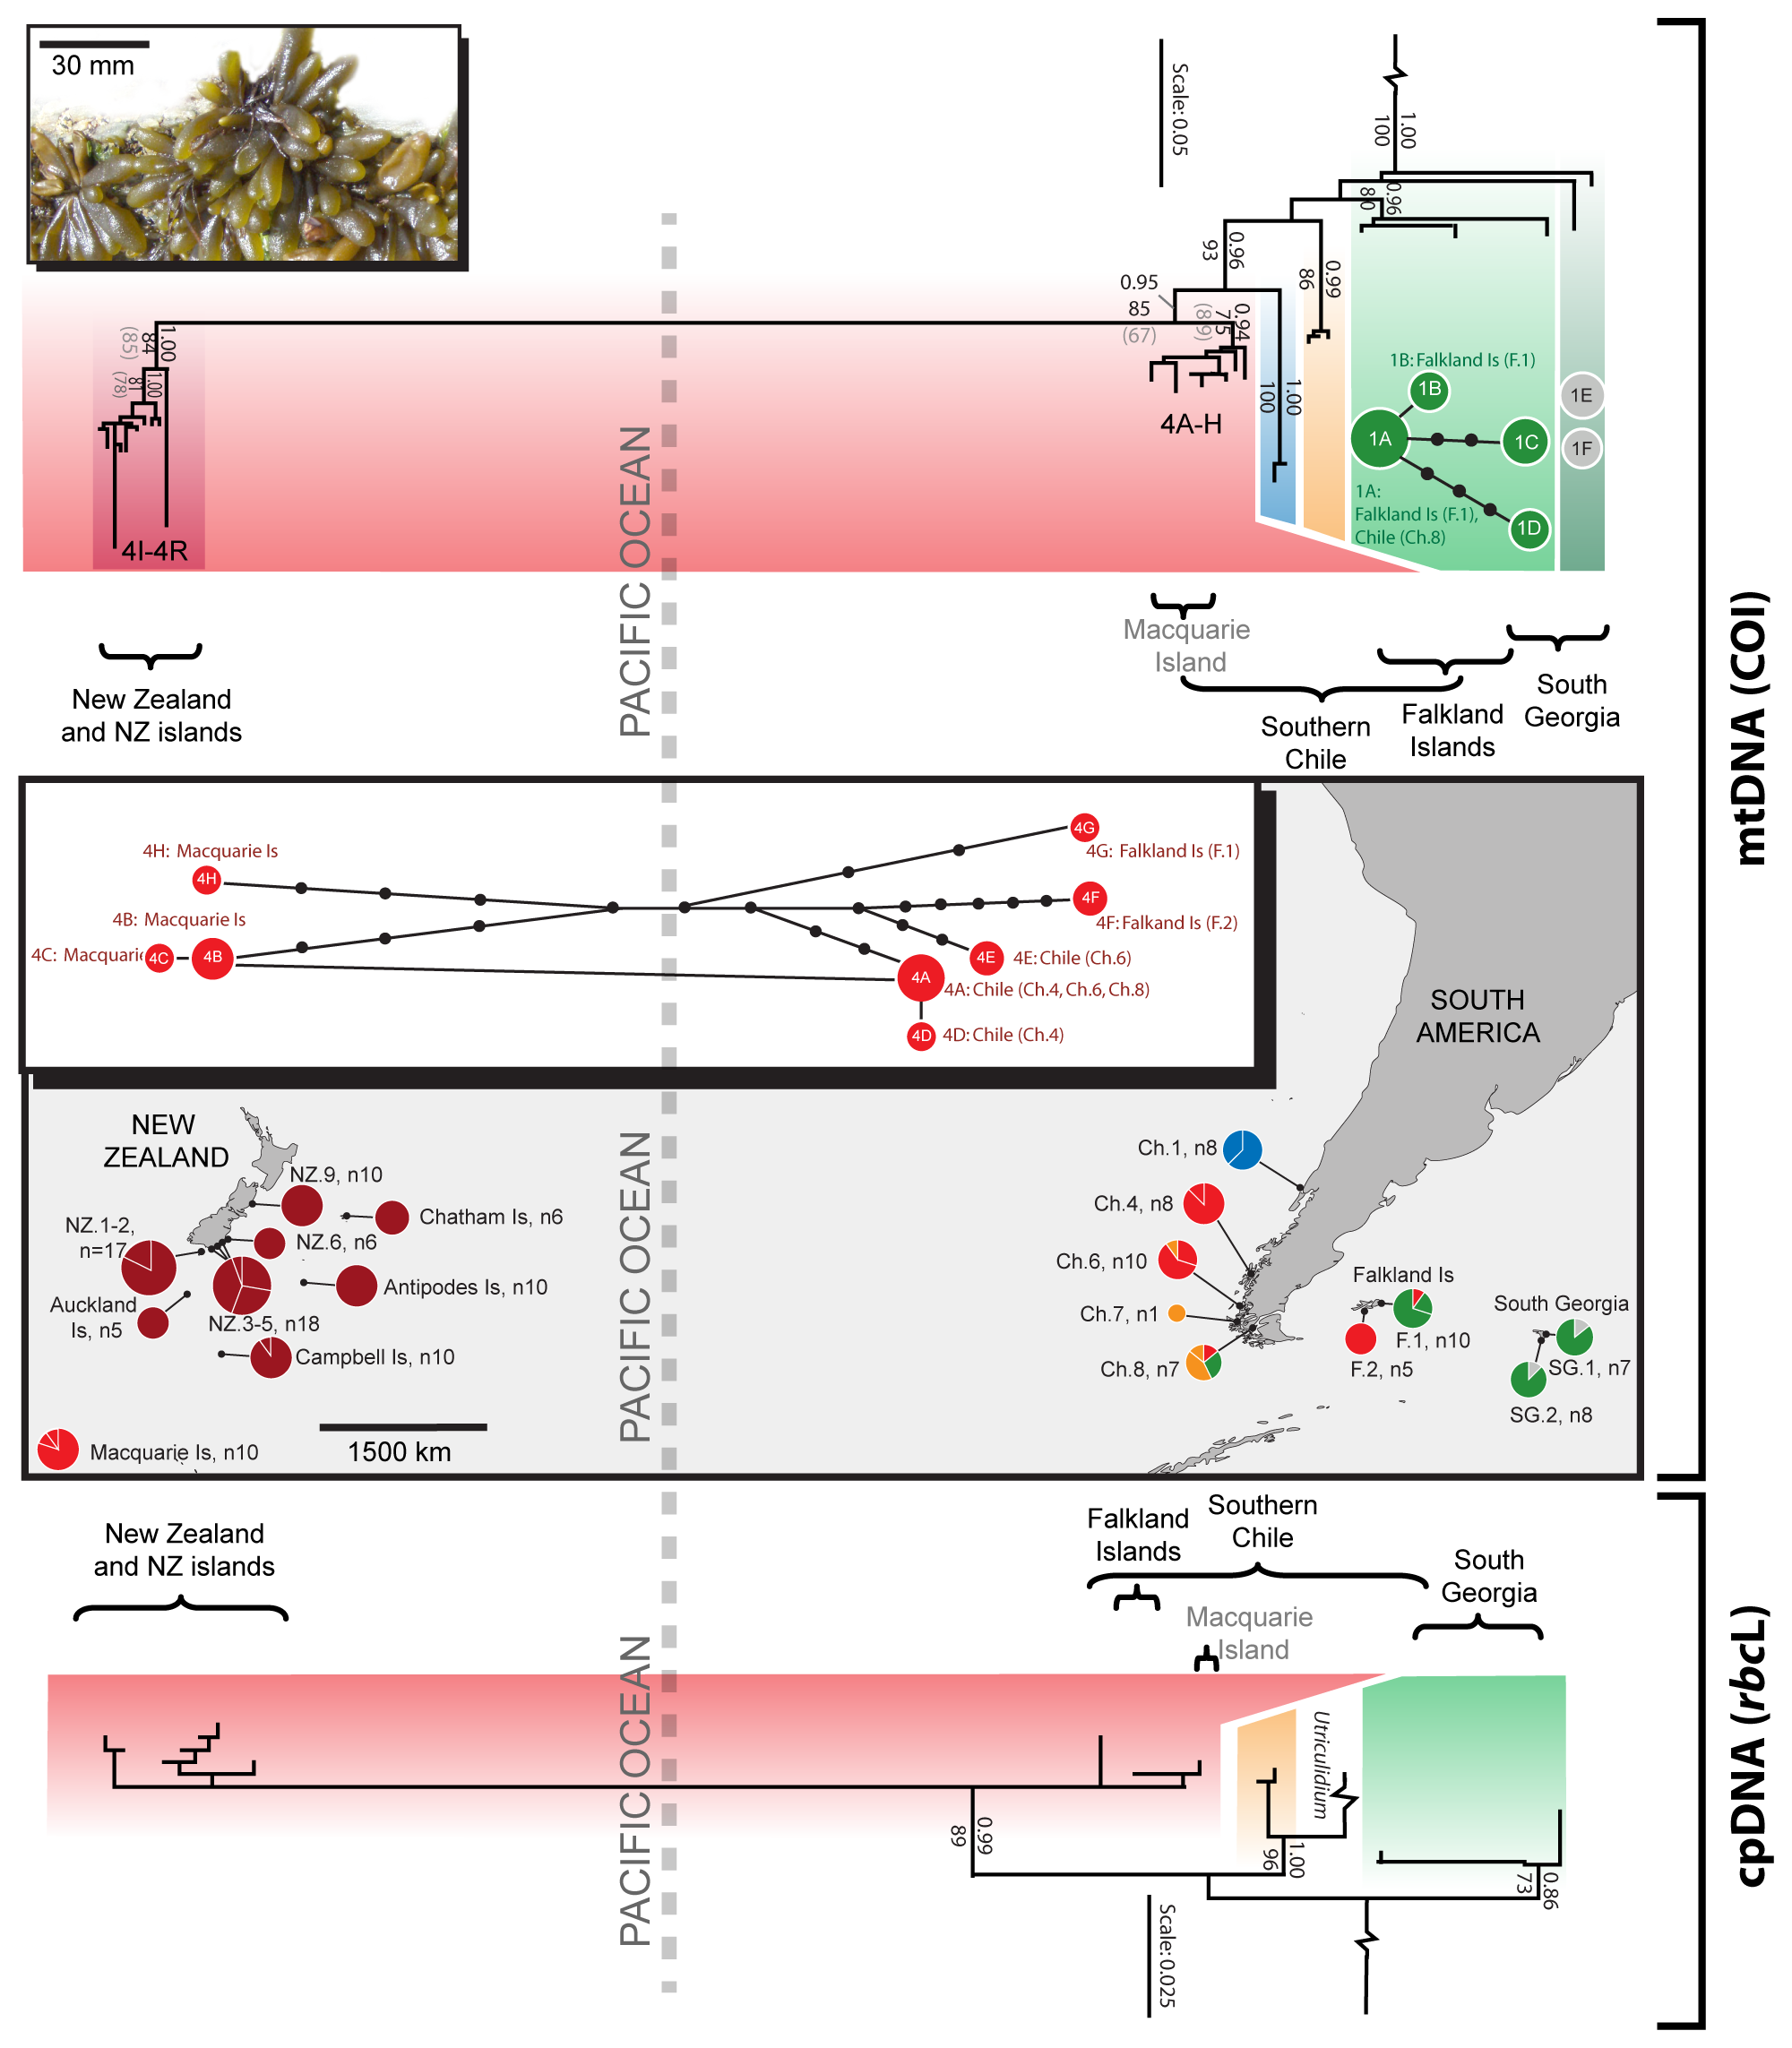 30 mm
Scale: 0.05
1.00
100
0.96
80
0.96
93
0.99
86
0.95
85
(67)
0.94
75
(89)
1.00
100
1.00
84
(85)
1.00
81
(78)
4A-H
4I-4R
1B: Falkland Is (F.1)
1B
1A
1C
1D
1E
1F
1A:
Falkland Is (F.1),
Chile (Ch.8)
PACIFIC OCEAN
mtDNA (COI)
New Zealand
and NZ islands
Macquarie
Island
Southern
Chile
Falkland
Islands
South
Georgia
4H: Macquarie Is
4H
4B: Macquarie Is
4C: Macquarie
4C
4B
4G
4G: Falkland Is (F.1)
4F
4F: Falkand Is (F.2)
4E
4E: Chile (Ch.6)
4A
4A: Chile (Ch.4, Ch.6, Ch.8)
4D
4D: Chile (Ch.4)
SOUTH
AMERICA
NEW
ZEALAND
NZ.9, n10
Chatham Is, n6
NZ.1-2,
n=17
NZ.6, n6
Antipodes Is, n10
Auckland
Is, n5
NZ.3-5, n18
Campbell Is, n10
Macquarie Is, n10
1500 km
PACIFIC OCEAN
Ch.1, n8
Ch.4, n8
Ch.6, n10
Ch.7, n1
Ch.8, n7
Falkland Is
F.1, n10
F.2, n5
South Georgia
SG.1, n7
SG.2, n8
New Zealand
and NZ islands
Falkland
Islands
Southern
Chile
South
Georgia
Macquarie
Island
PACIFIC OCEAN
Utriculidium
0.99
89
1.00
96
0.86
73
Scale: 0.025
cpDNA (rbcL)